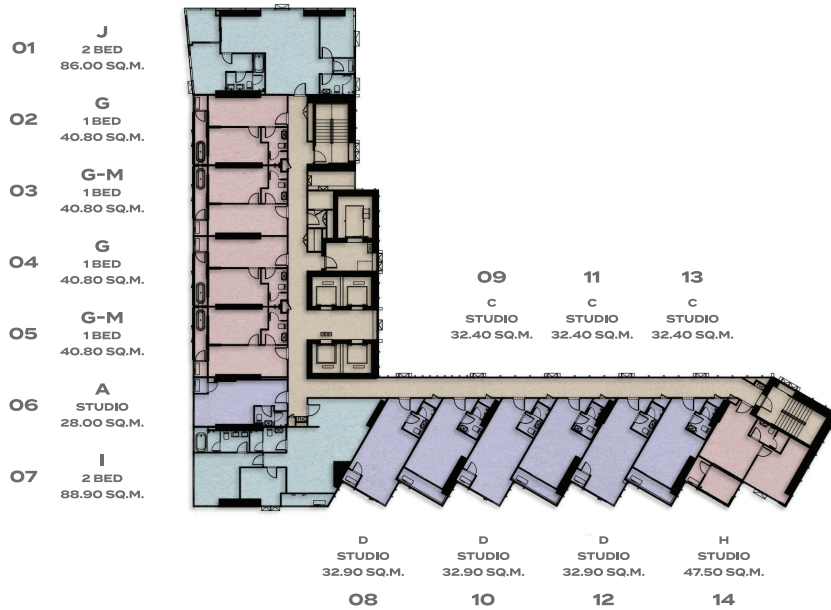 01
J
2 BED
86.00 SQ.M.
02
G
1 BED
40.80 SQ.M.
03
G-M
1 BED
40.80 SQ.M.
04
G
1 BED
40.80 SQ.M.
05
G-M
1 BED
40.80 SQ.M.
06
A
STUDIO
28.00 SQ.M.
07
I
2 BED
88.90 SQ.M.
09
C
STUDIO
32.40 SQ.M.
11
C
STUDIO
32.40 SQ.M.
13
C
STUDIO
32.40 SQ.M.
D
STUDIO
32.90 SQ.M.
08
D
STUDIO
32.90 SQ.M.
10
D
STUDIO
32.90 SQ.M.
12
H
STUDIO
47.50 SQ.M.
14